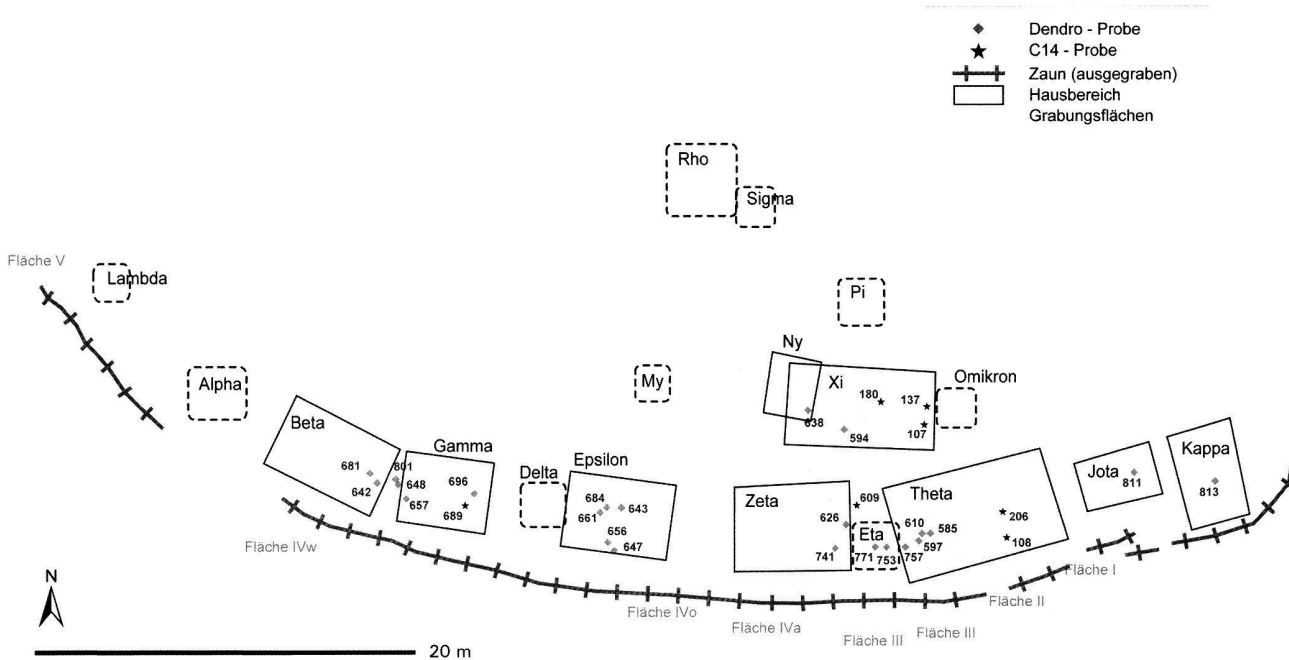 Dendro - Probe
C14 - Probe
Zaun (ausgegraben)
Hausbereich
Grabungsflächen
Rho
Sigma
Fläche V
Lambda
Pi
Ny
Alpha
My
Xi
Omikron
180
137
638
594
107
Beta
Gamma
Delta
Epsilon
Jota
Kappa
681
801
696
642
648
657
689
684
661
643
656
647
Zeta
609
Theta
811
813
626
Eta
610
585
206
741
771
753
757
597
108
Fläche IVw
Fläche I
Fläche II
Fläche IVo
Fläche IVa
Fläche III
Fläche III
N
20 m